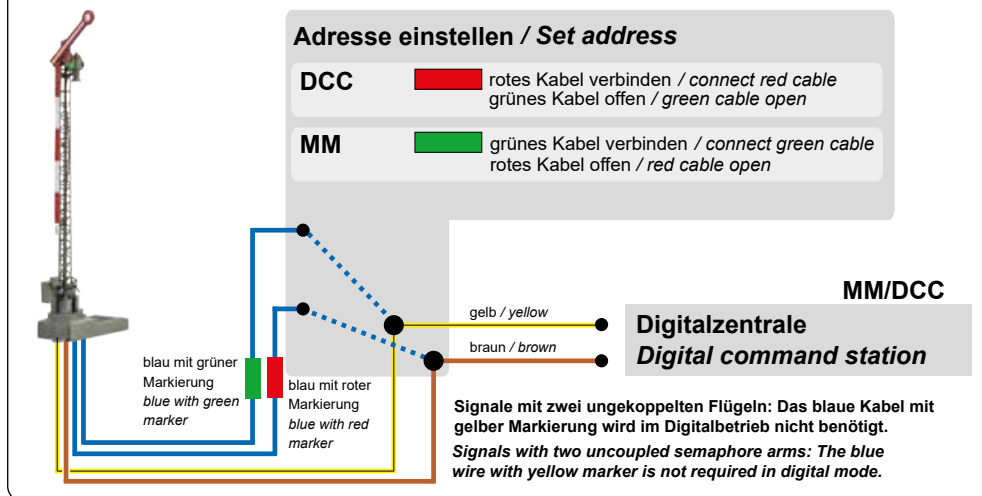 Adresse einstellen / Set address
DCC
rotes Kabel verbinden / connect red cable
grünes Kabel offen / green cable open
MM
grünes Kabel verbinden / connect green cable
rotes Kabel offen / red cable open
MM/DCC
gelb / yellow
braun / brown
Digitalzentrale
Digital command station
blau mit grüner
Markierung
blue with green
marker
blau mit roter
Markierung
blue with red
marker
Signale mit zwei ungekoppelten Flügeln: Das blaue Kabel mit
gelber Markierung wird im Digitalbetrieb nicht benötigt.
Signals with two uncoupled semaphore arms: The blue
wire with yellow marker is not required in digital mode.